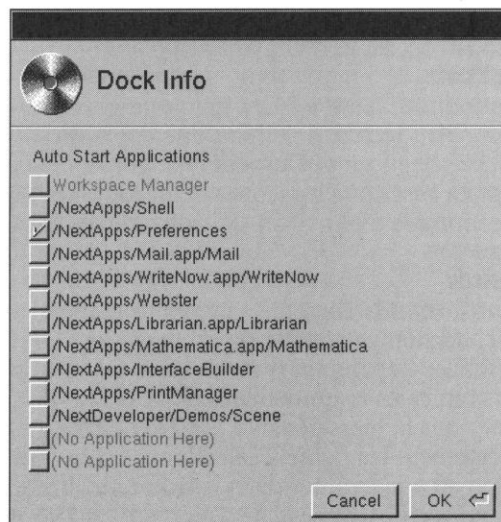 Dock Info
Auto Start Applications
Workspace Manager
/NextApps/Shell
/NextApps/Preferences
/NextApps/Mail.app/Mail
/NextApps/WriteNow.app/WriteNow
/NextApps/Webster
/NextApps/Librarian.app/Librarian
/NextApps/Mathematica.app/Mathematica
/NextApps/InterfaceBuilder
/NextApps/PrintManager
/NextDeveloper/Demos/Scene
(No Application Here)
(No Application Here)
Cancel
OK